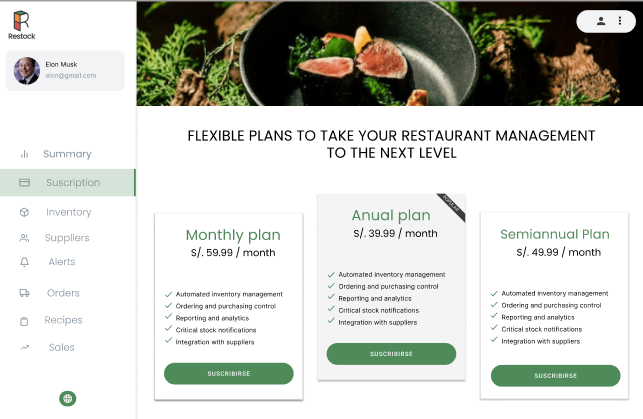 Restock
Elon Musk
elon@gmail.com
Summary
Suscription
Inventory
Suppliers
Alerts
Orders
Recipes
Sales
FLEXIBLE PLANS TO TAKE YOUR RESTAURANT MANAGEMENT
TO THE NEXT LEVEL
Monthly plan
S/. 59.99 / month
Automated inventory management
Ordering and purchasing control
Reporting and analytics
Critical stock notifications
Integration with suppliers
SUSCRIBIRSE
Anual plan
S/. 39.99 / month
Automated inventory management
Ordering and purchasing control
Reporting and analytics
Critical stock notifications
Integration with suppliers
SUSCRIBIRSE
Semiannual Plan
S/. 49.99 / month
Automated inventory management
Ordering and purchasing control
Reporting and analytics
Critical stock notifications
Integration with suppliers
SUSCRIBIRSE